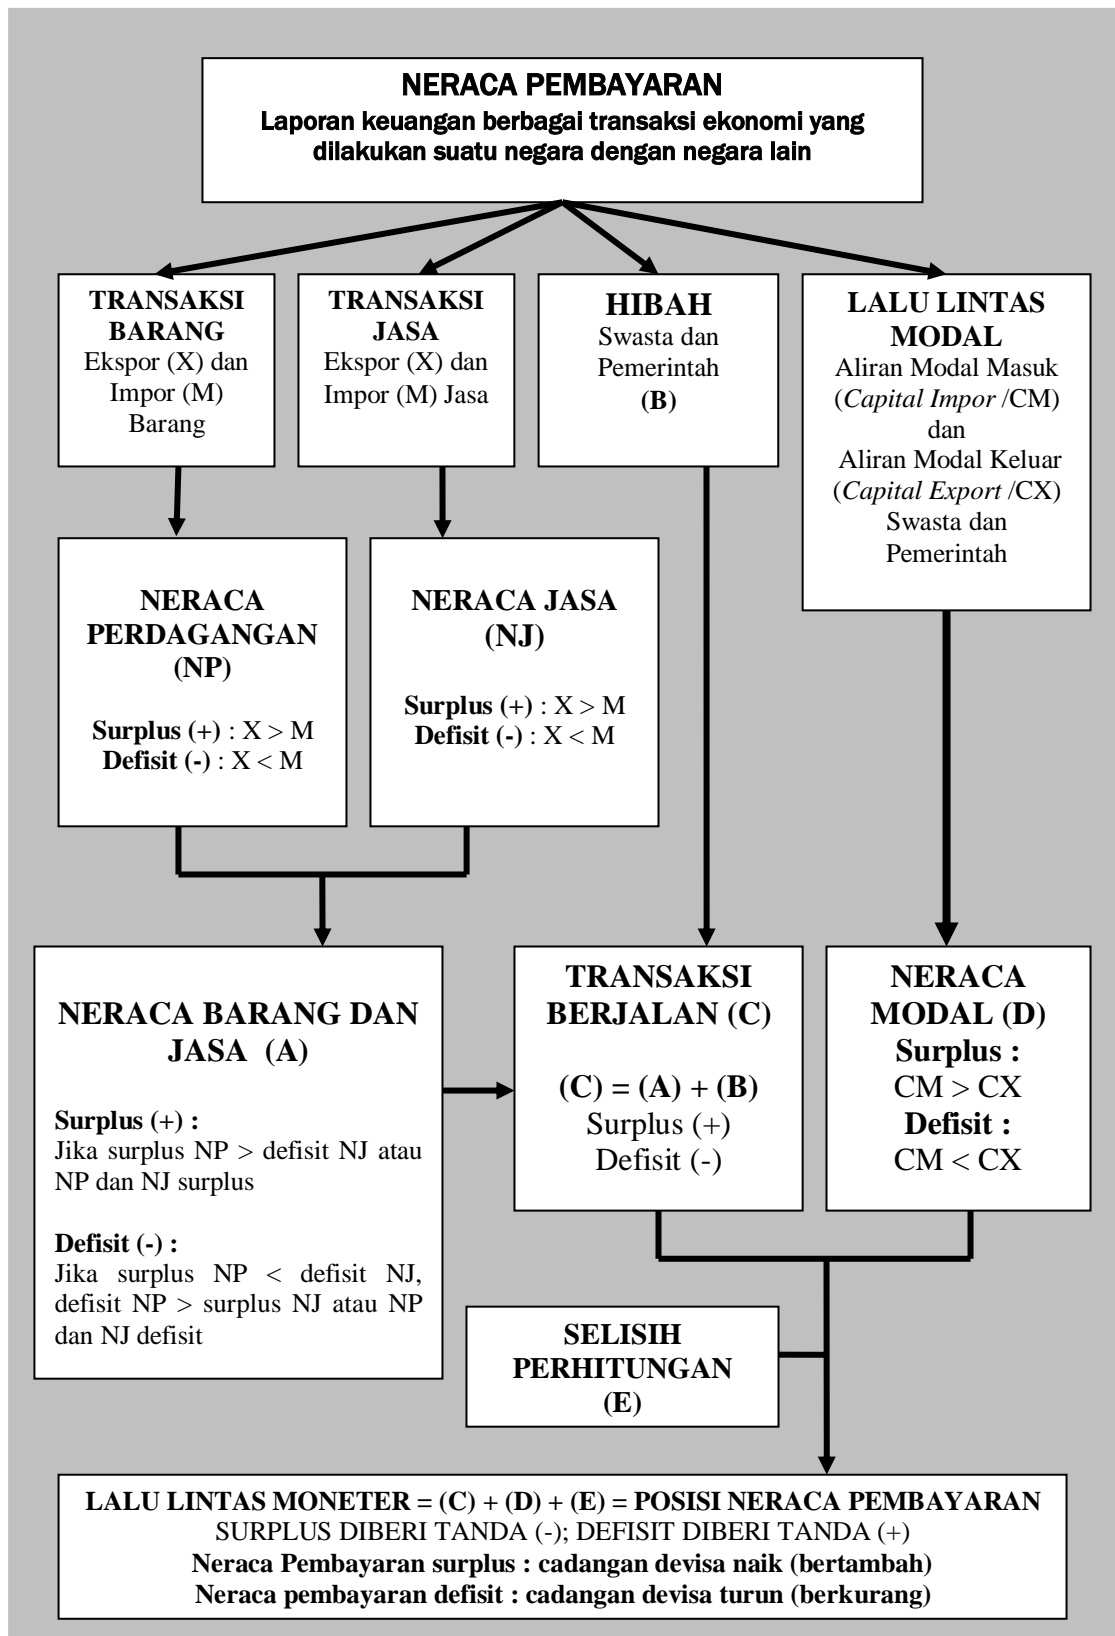 NERACA PEMBAYARAN
Laporan keuangan berbagai transaksi ekonomi yang
dilakukan suatu negara dengan negara lain
TRANSAKSI
BARANG
Ekspor (X) dan
Impor (M)
Barang
TRANSAKSI
JASA
Ekspor (X) dan
Impor (M) Jasa
HIBAH
Swasta dan
Pemerintah
(B)
LALU LINTAS
MODAL
Aliran Modal Masuk
(Capital Impor /CM)
dan
Aliran Modal Keluar
(Capital Export /CX)
Swasta dan
Pemerintah
NERACA
PERDAGANGAN
(NP)
Surplus (+) : X > M
Defisit (-) : X < M
NERACA JASA
(NJ)
Surplus (+) : X > M
Defisit (-) : X < M
NERACA BARANG DAN
JASA (A)
Surplus (+) :
Jika surplus NP > defisit NJ atau
NP dan NJ surplus
Defisit (-) :
Jika surplus NP < defisit NJ,
defisit NP > surplus NJ atau NP
dan NJ defisit
TRANSAKSI
BERJALAN (C)
(C) = (A) + (B)
Surplus (+)
Defisit (-)
NERACA
MODAL (D)
Surplus :
CM > CX
Defisit :
CM < CX
SELISIH
PERHITUNGAN
(E)
LALU LINTAS MONETER = (C) + (D) + (E) = POSISI NERACA PEMBAYARAN
SURPLUS DIBERI TANDA (-); DEFISIT DIBERI TANDA (+)
Neraca Pembayaran surplus : cadangan devisa naik (bertambah)
Neraca pembayaran defisit : cadangan devisa turun (berkurang)